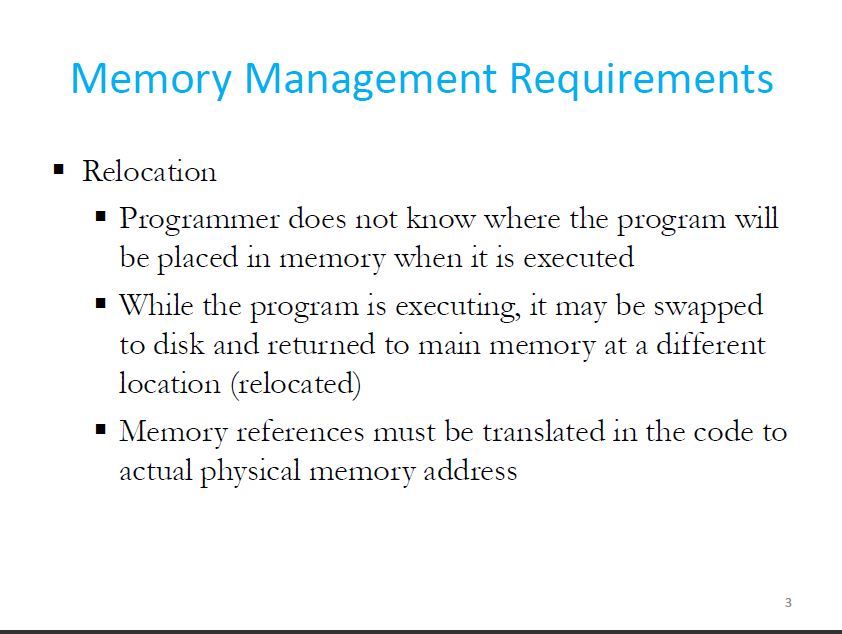 Memory Management Requirements
▪ Relocation
▪ Programmer does not know where the program will
be placed in memory when it is executed
▪ While the program is executing, it may be swapped
to disk and returned to main memory at a different
location (relocated)
▪ Memory references must be translated in the code to
actual physical memory address
3